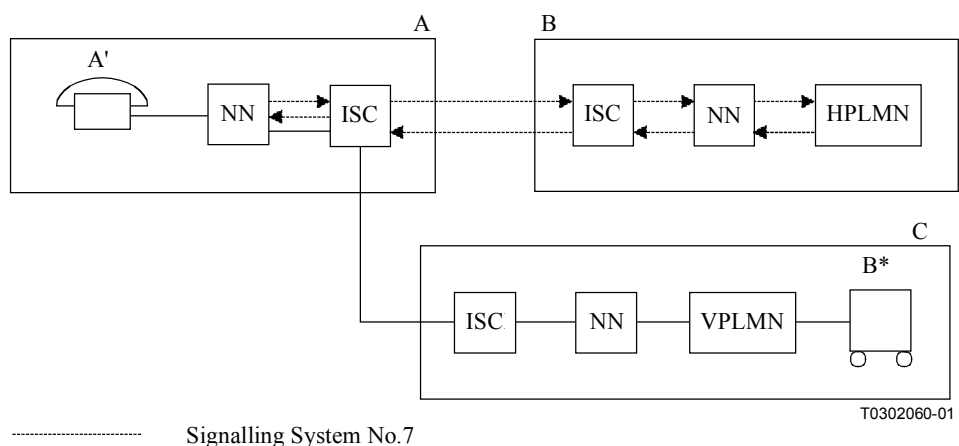 A
B
A'
NN
ISC
ISC
NN
HPLMN
C
B*
ISC
NN
VPLMN
T0302060-01
Signalling System No.7